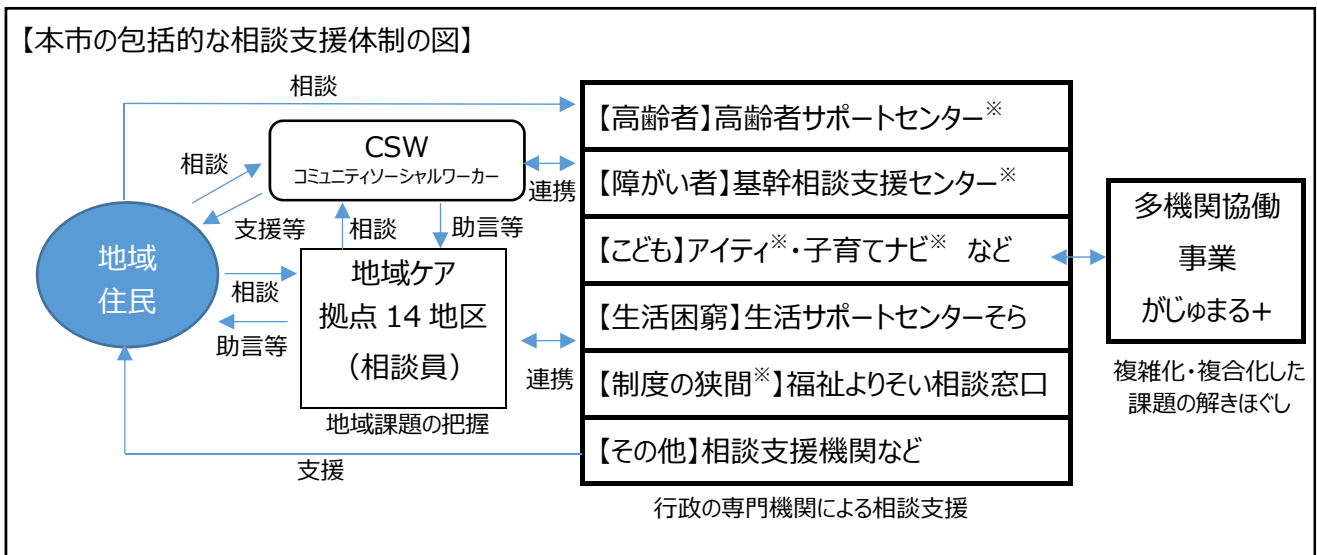 【本市の包括的な相談支援体制の図】
相談
CSW
コミュニティソーシャルワーカー
相談
支援等
相談
助言等
連携
地域
住民
相談
助言等
地域ケア
拠点 14 地区
（相談員）
地域課題の把握
連携
支援
【高齢者】高齢者サポートセンター※
【障がい者】基幹相談支援センター※
【こども】アイティ※・子育てナビ※ など
【生活困窮】生活サポートセンターそら
【制度の狭間※】福祉よりそい相談窓口
【その他】相談支援機関など
行政の専門機関による相談支援
多機関協働
事業
がじゅまる+
複雑化・複合化した
課題の解きほぐし